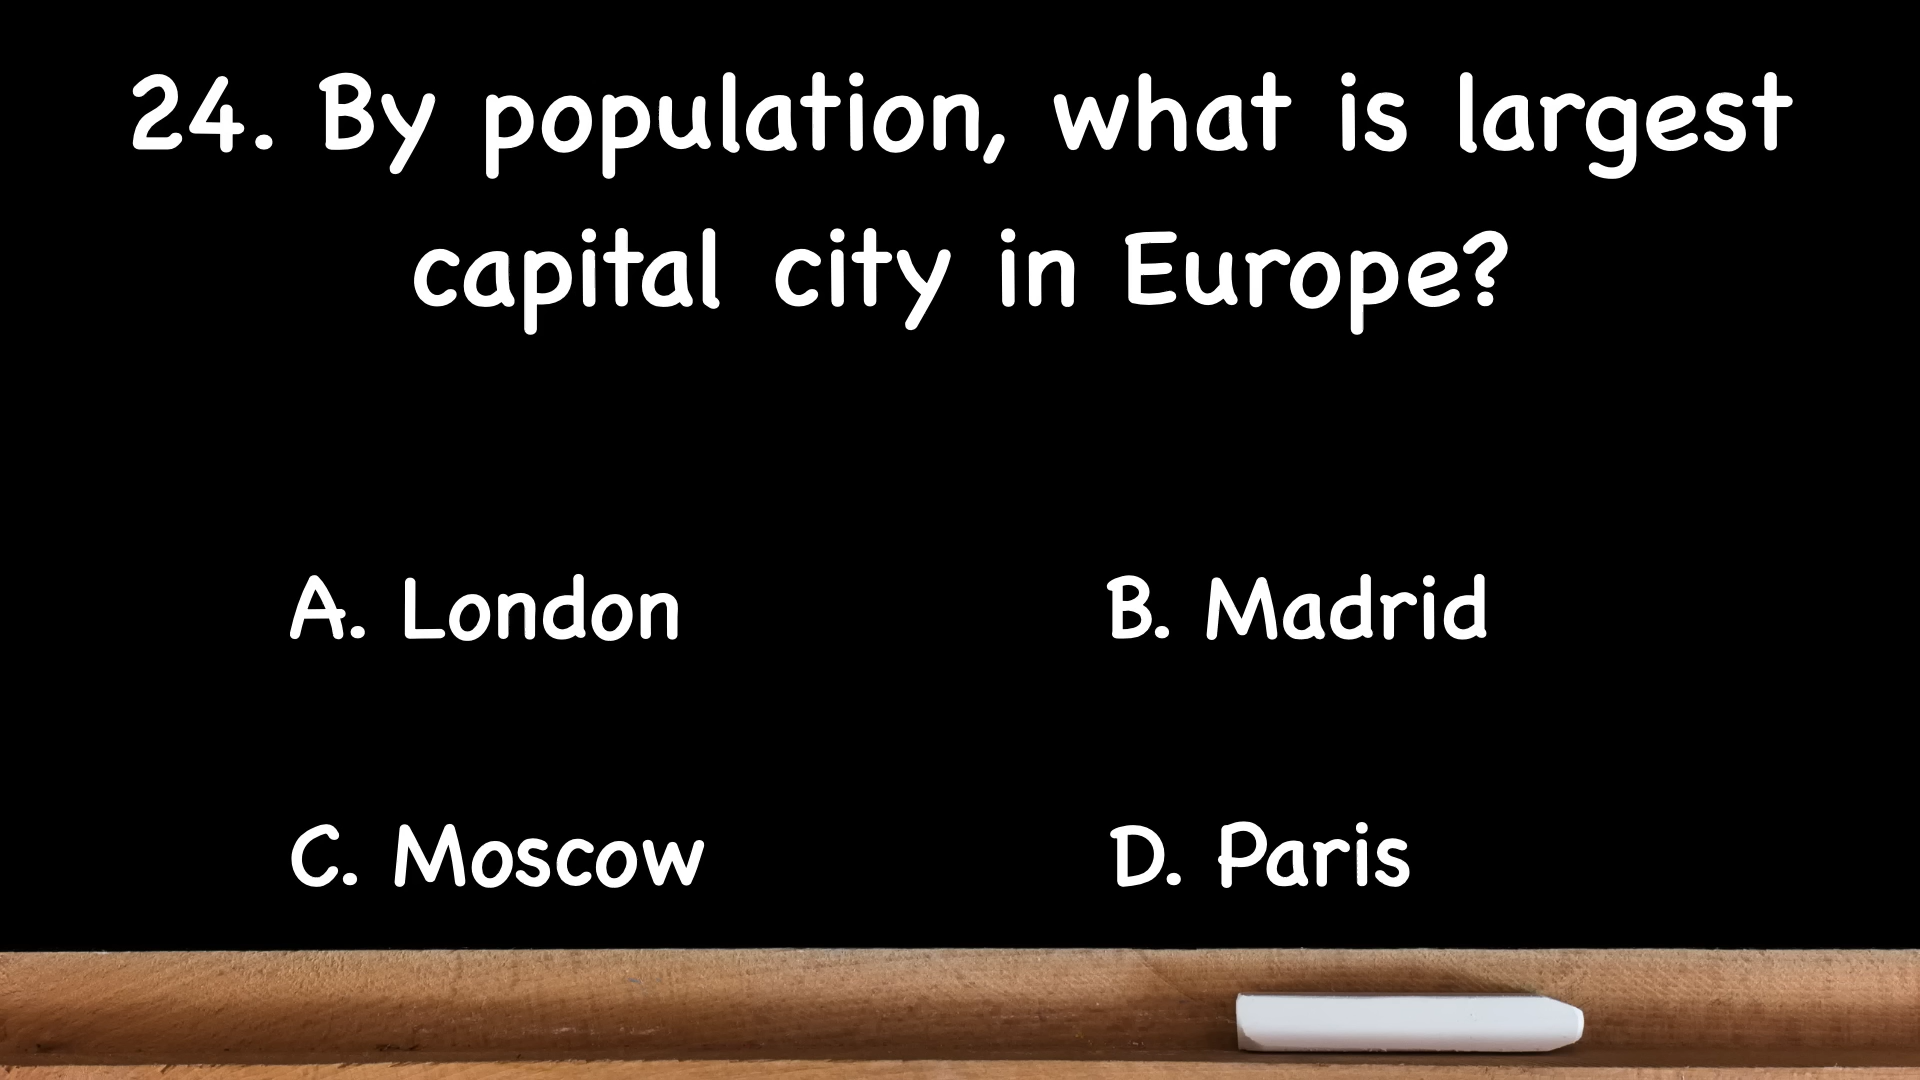 24. By population, what is largest
capital city in Europe?
A. London
B. Madrid
C. Moscow
D. Paris